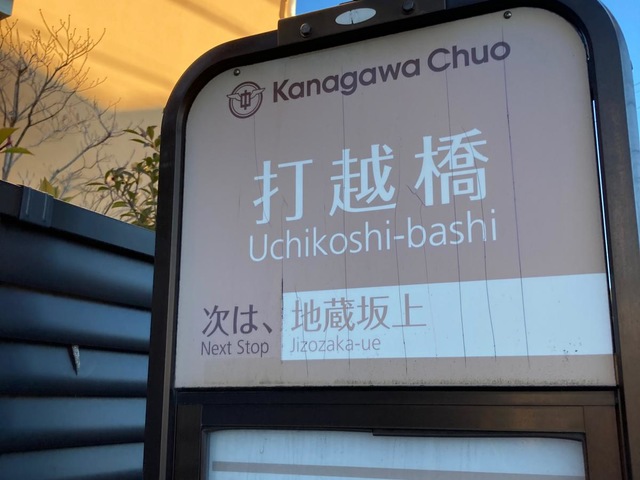 Kanagawa Chuo
打越橋
Uchikoshi-bashi
次は、地蔵坂上
Next Stop Jizozaka-ue